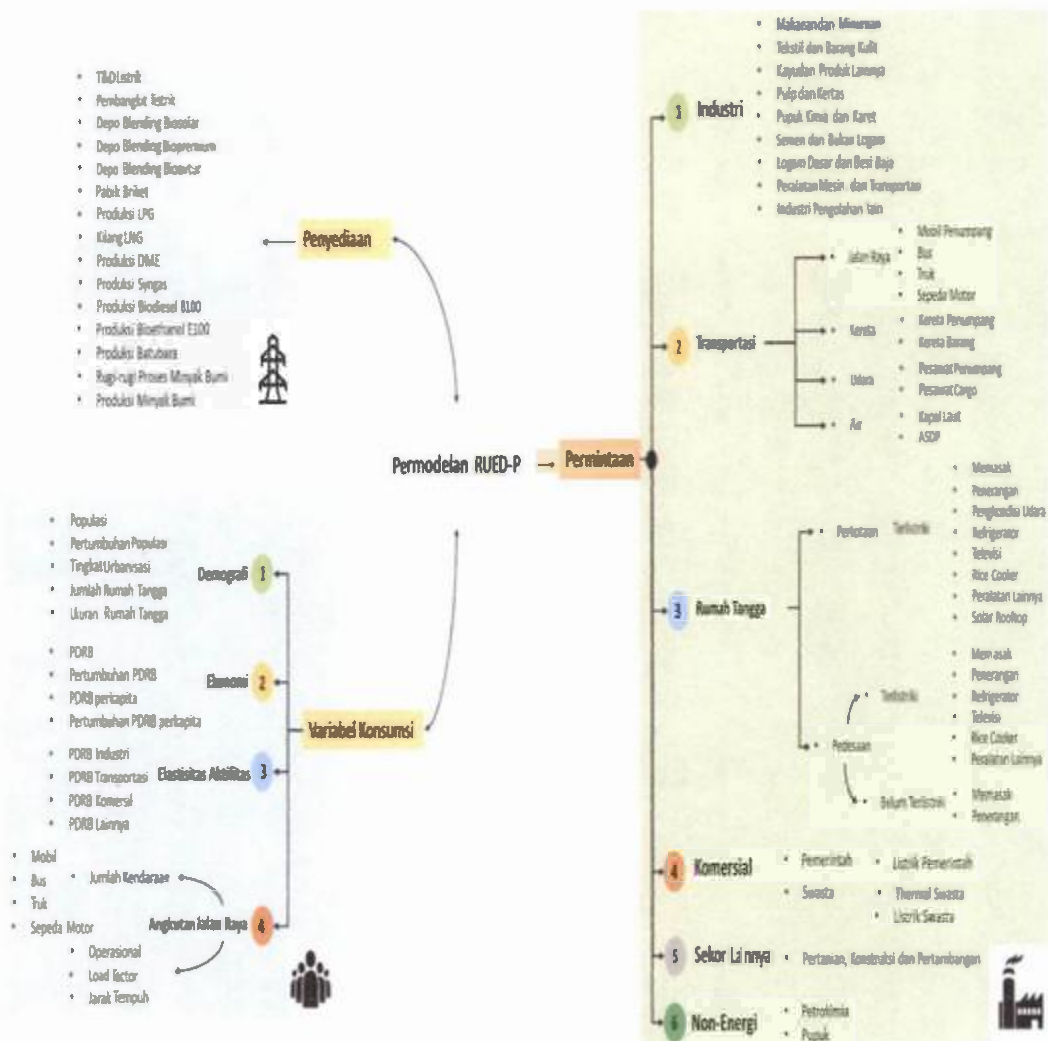 • T&D Listrik
• Pembangkit listrik
• Depo Blending Biosolar
• Depo Blending Biopremium
• Depo Blending Bioavtur
• Pabrik Briket
• Produksi LPG
• Kilang LNG
• Produksi DME
• Produksi Syngas
• Produksi Biodiesel B100
• Produksi Bioethanol E100
• Produksi Batubara
• Rugi-rugi Proses Minyak Bumi
• Produksi Minyak Bumi
Penyediaan
Permodelan RUED-P
Permintaan
1 Industri
• Makanan dan Minuman
• Tekstil dan Barang Kulit
• Kayu dan Produk Lainnya
• Pulp dan Kertas
• Pupuk Kimia dan Karet
• Semen dan Bukan Logam
• Logam Dasar dan Besi Baja
• Peralatan Mesin dan Transportasi
• Industri Pengolahan lain
2 Transportasi
• Jalan Raya
• Mobil Penumpang
• Bus
• Truk
• Sepeda Motor
• Kereta
• Kereta Penumpang
• Kereta Barang
• Udara
• Pesawat Penumpang
• Pesawat Cargo
• Air
• Kapal Laut
• ASDP
3 Rumah Tangga
• Perkotaan
Terlistriki
• Memasak
• Penerangan
• Pengkondisi Udara
• Refrigerator
• Televisi
• Rice Cooker
• Peralatan Lainnya
• Solar Rooftop
• Pedesaan
• Terlistriki
• Memasak
• Penerangan
• Refrigerator
• Televisi
• Rice Cooker
• Peralatan Lainnya
• Belum Terlistriki
• Memasak
• Penerangan
4 Komersial
• Pemerintah
• Listrik Pemerintah
• Swasta
• Thermal Swasta
• Listrik Swasta
5 Sekor Lainnya
• Pertanian, Konstruksi dan Pertambangan
6 Non-Energi
• Petrokimia
• Pupuk
Variabel Konsumsi
Demografi 1
• Populasi
• Pertumbuhan Populasi
• Tingkat Urbanisasi
• Jumlah Rumah Tangga
• Ukuran Rumah Tangga
Ekonomi 2
• PDRB
• Pertumbuhan PDRB
• PDRB perkapita
• Pertumbuhan PDRB perkapita
Elastisitas Aktifitas 3
• PDRB Industri
• PDRB Transportasi
• PDRB Komersil
• PDRB Lainnya
Angkutan Jalan Raya 4
• Jumlah Kendaraan
• Mobil
• Bus
• Truk
• Sepeda Motor
• Operasional
• Load factor
• Jarak Tempuh